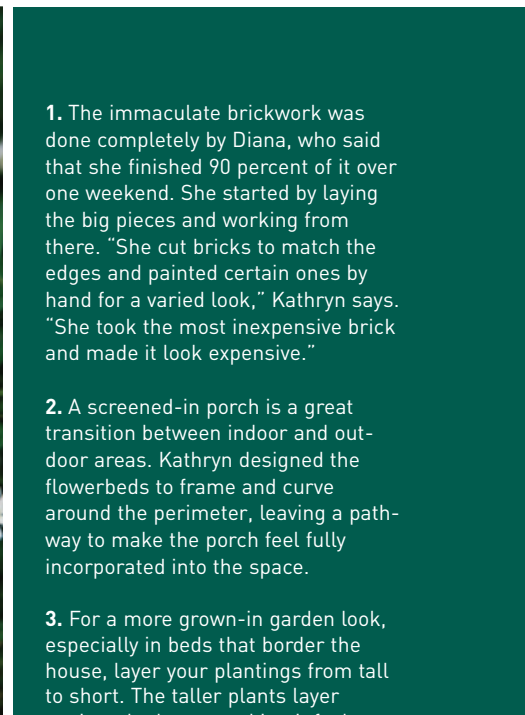 1. The immaculate brickwork was
done completely by Diana, who said
that she finished 90 percent of it over
one weekend. She started by laying
the big pieces and working from
there. “She cut bricks to match the
edges and painted certain ones by
hand for a varied look,” Kathryn says.
“She took the most inexpensive brick
and made it look expensive.”
2. A screened-in porch is a great
transition between indoor and out-
door areas. Kathryn designed the
flowerbeds to frame and curve
around the perimeter, leaving a path-
way to make the porch feel fully
incorporated into the space.
3. For a more grown-in garden look,
especially in beds that border the
house, layer your plantings from tall
to short. The taller plants layer